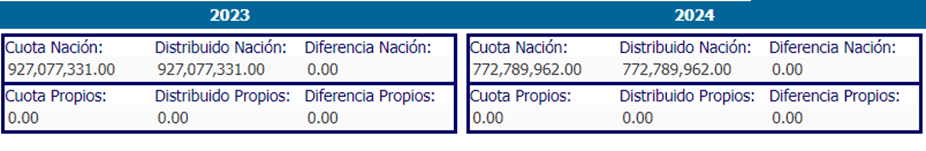 2023 2024
Cuota Nación: Distribuido Nación: Diferencia Nación: Cuota Nación: Distribuido Nación: Diferencia Nación:
927,077,331.00 927,077,331.00 0.00 772,789,962.00 772,789,962.00 0.00
Cuota Propios: Distribuido Propios: Diferencia Propios: Cuota Propios: Distribuido Propios: Diferencia Propios:
0.00 0.00 0.00 0.00 0.00 0.00